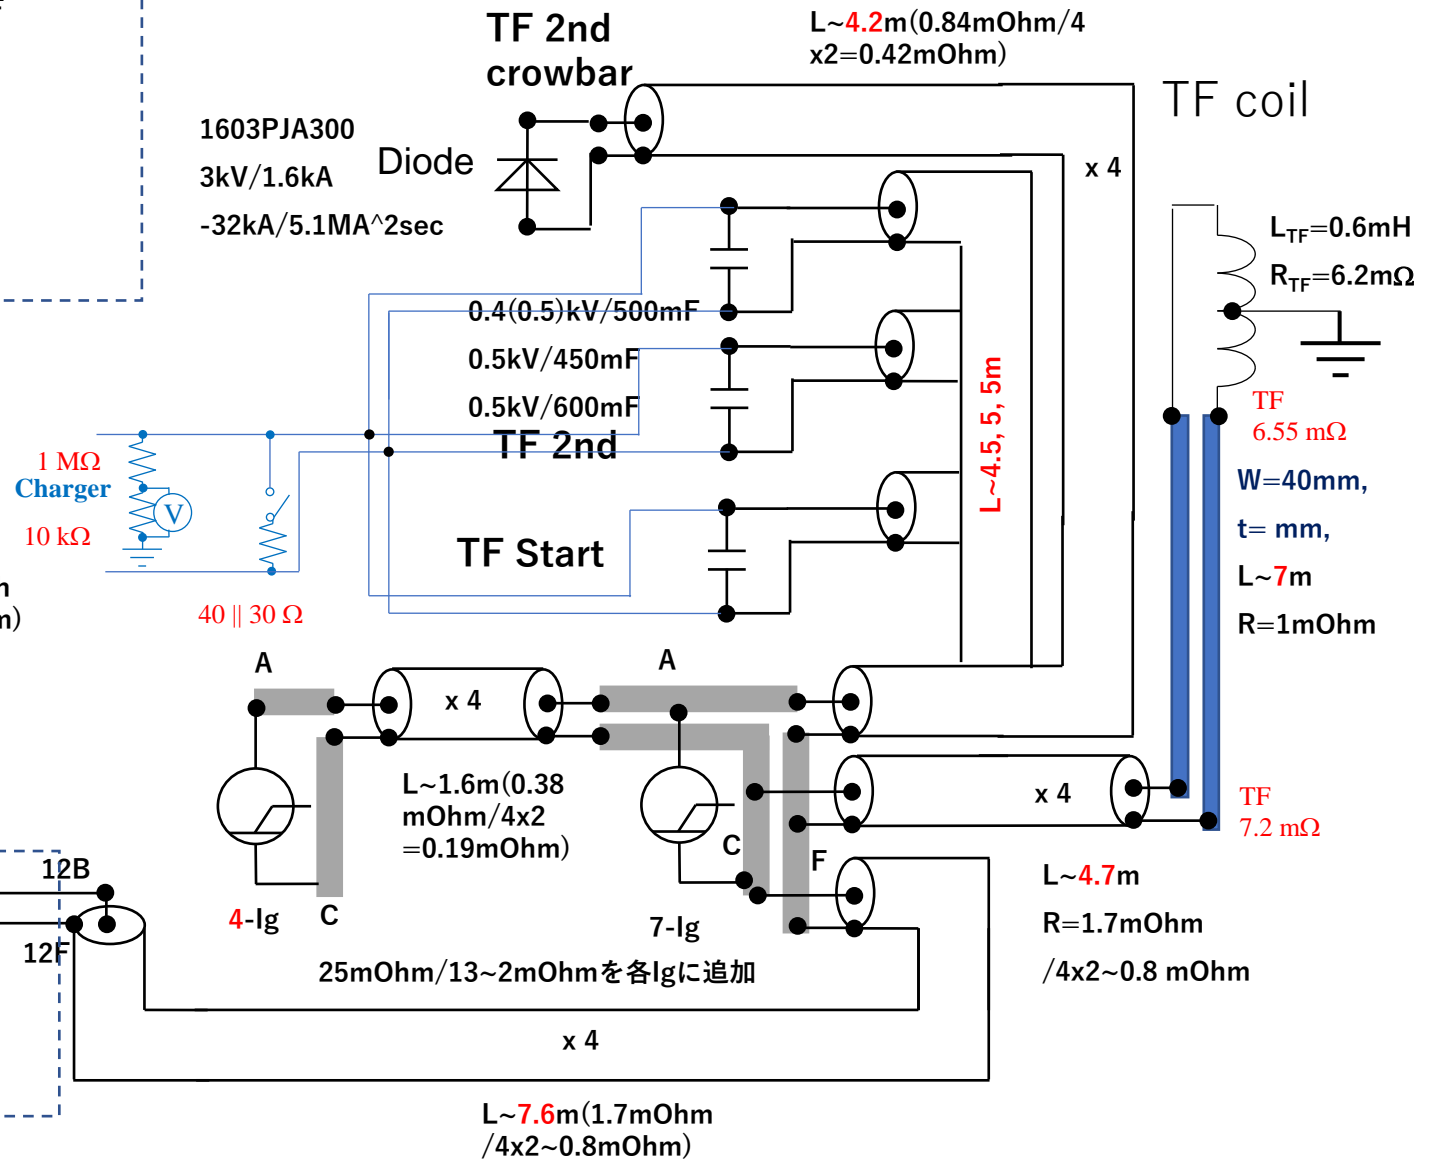 TF 2nd
crowbar
L~4.2m(0.84mOhm/4
x2=0.42mOhm)
TF coil
1603PJA300
3kV/1.6kA
-32kA/5.1MA^2sec
Diode
x 4
L_TF=0.6mH
R_TF=6.2mΩ
0.4(0.5)kV/500mF
0.5kV/450mF
0.5kV/600mF
TF 2nd
L~4.5, 5, 5m
TF
6.55 mΩ
W=40mm,
t= mm,
L~7m
R=1mOhm
1 MΩ
Charger
V
10 kΩ
40 || 30 Ω
TF Start
m)
A
x 4
A
L~1.6m(0.38
mOhm/4x2
=0.19mOhm)
x 4
TF
7.2 mΩ
C
F
4-Ig
C
7-Ig
L~4.7m
R=1.7mOhm
/4x2~0.8 mOhm
12B
12F
25mOhm/13~2mOhmを各Igに追加
x 4
L~7.6m(1.7mOhm
/4x2~0.8mOhm)